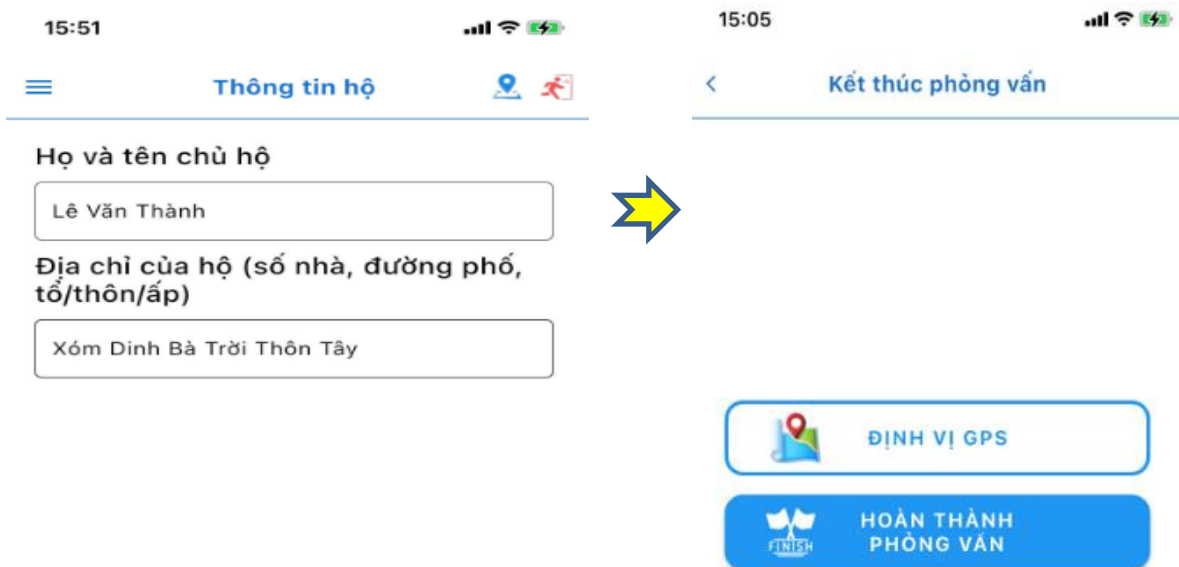 15:51
Thông tin hộ
Họ và tên chủ hộ
Lê Văn Thành
Địa chỉ của hộ (số nhà, đường phố,
tổ/thôn/ấp)
Xóm Dinh Bà Trời Thôn Tây
15:05
Kết thúc phỏng vấn
ĐỊNH VỊ GPS
HOÀN THÀNH
PHỎNG VẤN
FINISH